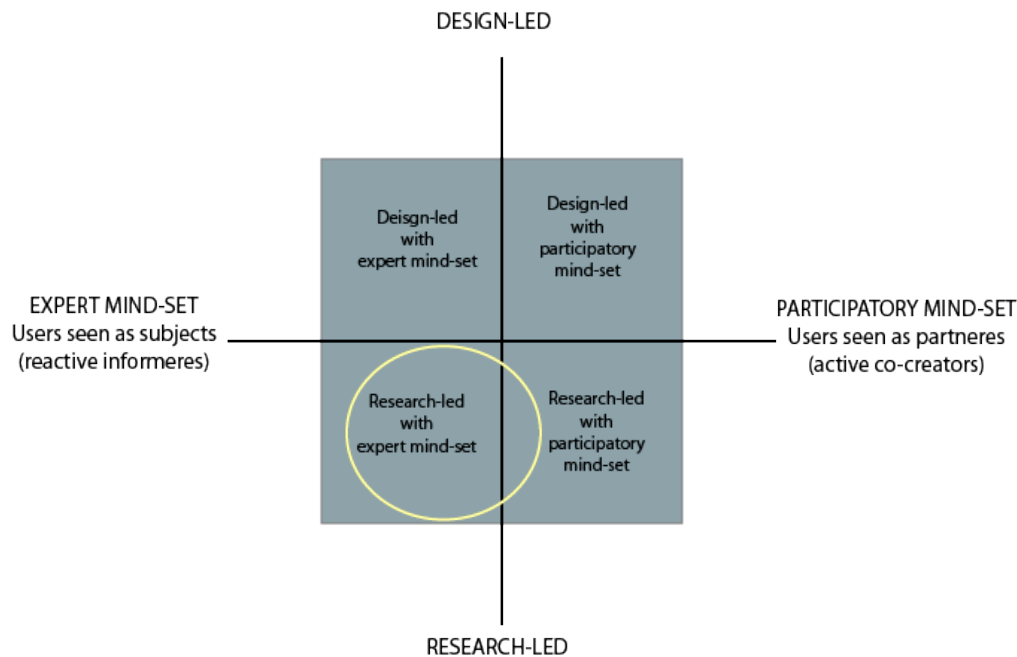 DESIGN-LED
Deisgn-led
with
expert mind-set
Design-led
with
participatory
mind-set
EXPERT MIND-SET
Users seen as subjects
(reactive informeres)
PARTICIPATORY MIND-SET
Users seen as partneres
(active co-creators)
Research-led
with
expert mind-set
Research-led
with
participatory
mind-set
RESEARCH-LED